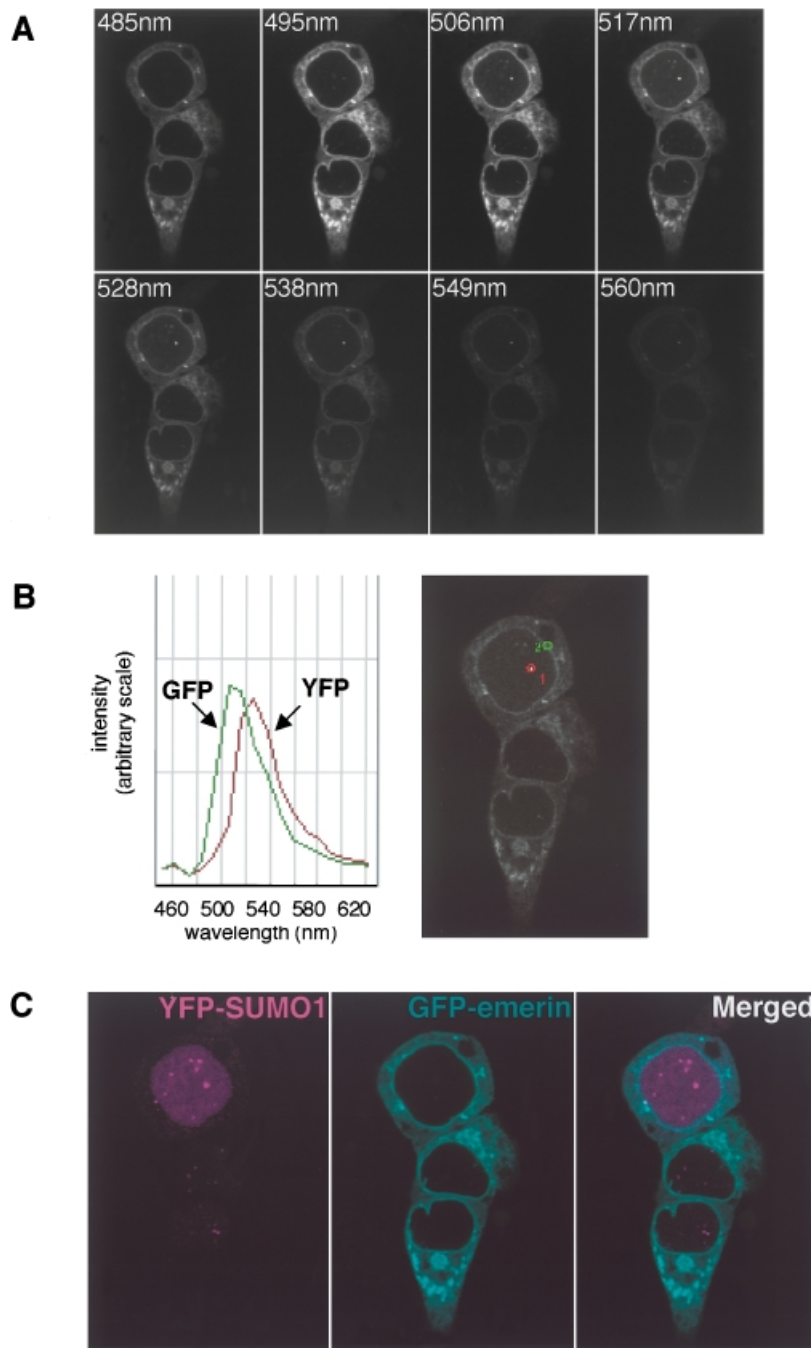 A
485nm 495nm 506nm 517nm
528nm 538nm 549nm 560nm
B
intensity
(arbitrary scale)
GFP YFP
460 500 540 580 620
wavelength (nm)
2
1
C
YFP-SUMO1 GFP-emerin Merged